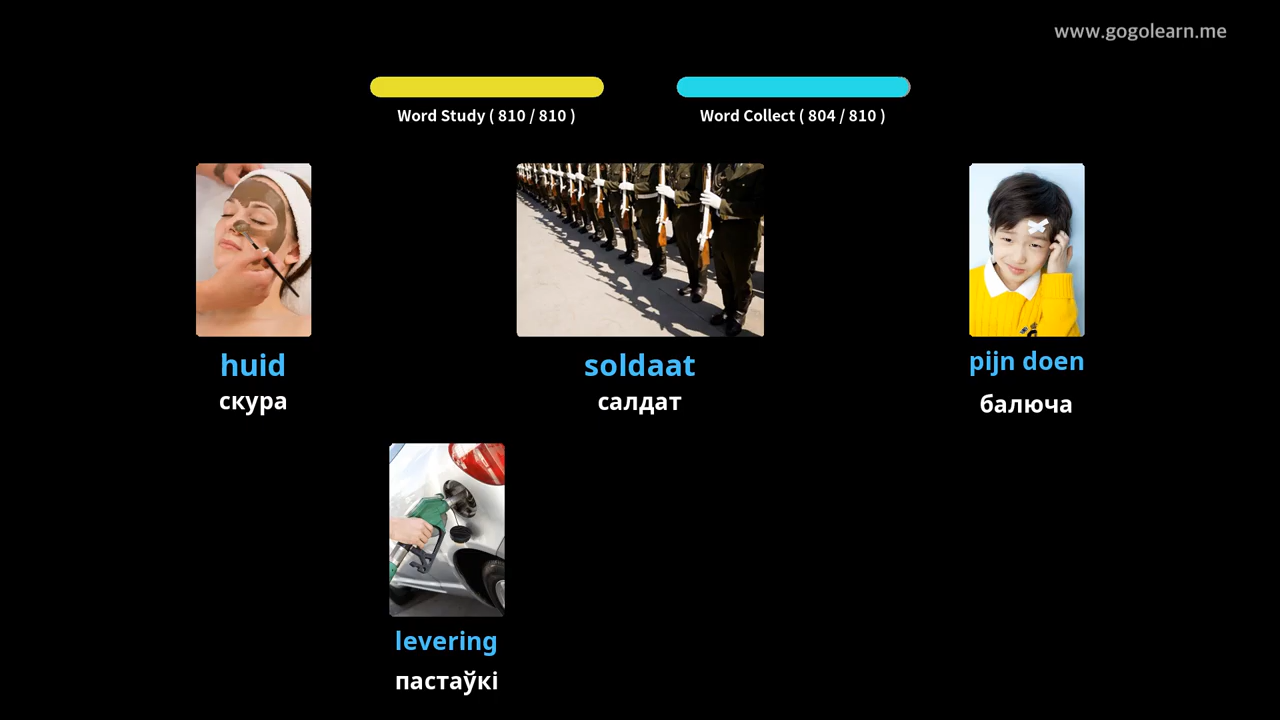 www.gogolearn.me
Word Study ( 810 / 810 )
Word Collect ( 804 / 810 )
huid
скура
soldaat
салдат
pijn doen
балюча
levering
пастаўкі